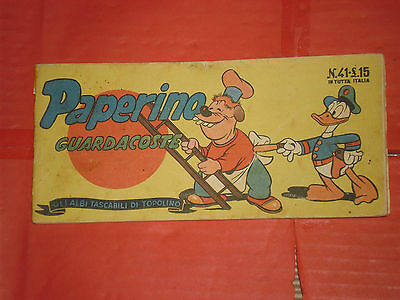 Paperino
GUARDACOSTE
N. 41 - L. 15
IN TUTTA ITALIA
GLI ALBI TASCABILI DI TOPOLINO